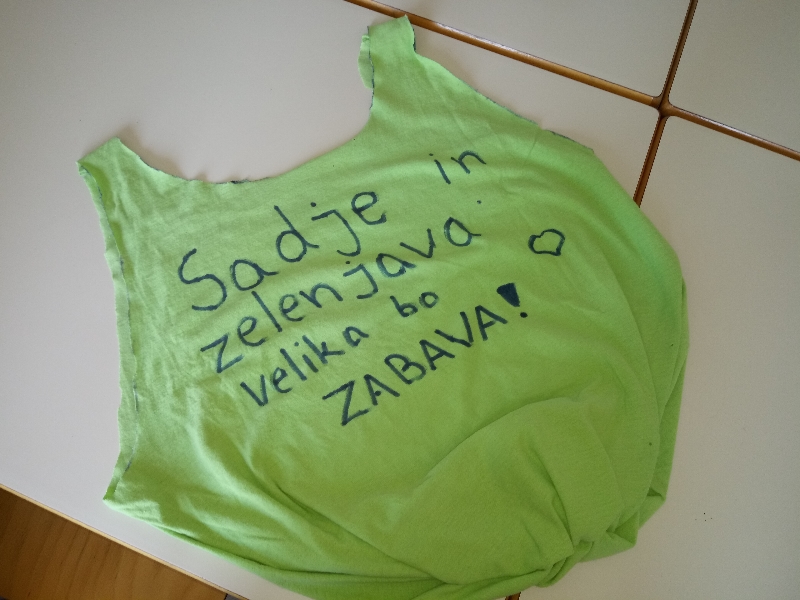 Sadje in
zelenjava
velika bo
ZABAVA!